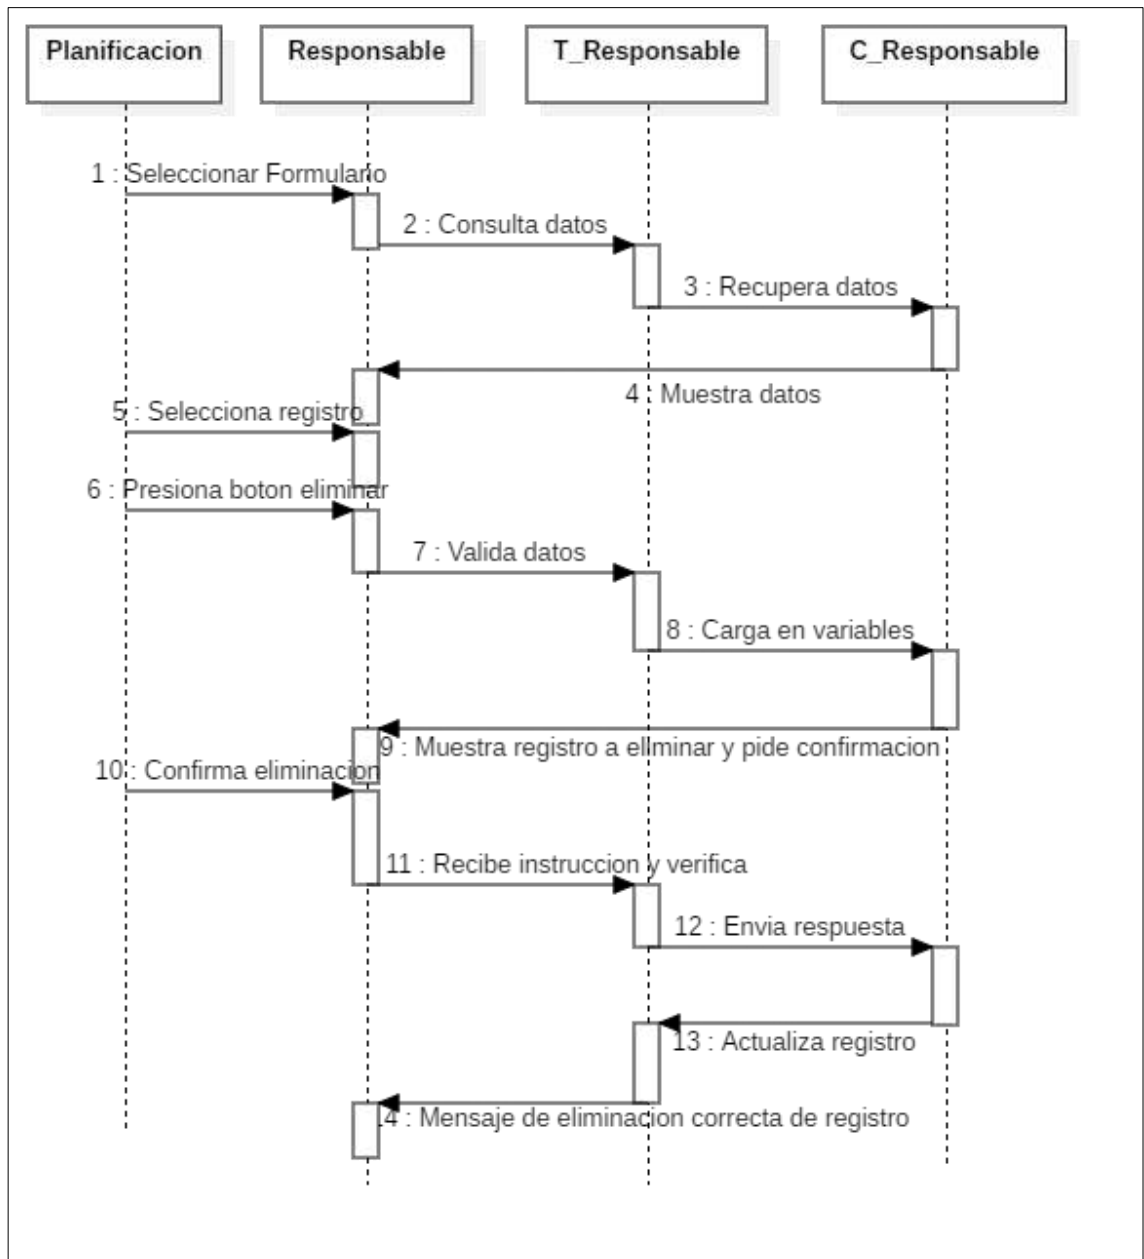 Planificacion
Responsable
T_Responsable
C_Responsable
1 : Seleccionar Formulario
2 : Consulta datos
3 : Recupera datos
4 : Muestra datos
5 : Selecciona registro
6 : Presiona boton eliminar
7 : Valida datos
8 : Carga en variables
9 : Muestra registro a eliminar y pide confirmacion
10 : Confirma eliminacion
11 : Recibe instruccion y verifica
12 : Envia respuesta
13 : Actualiza registro
14 : Mensaje de eliminacion correcta de registro